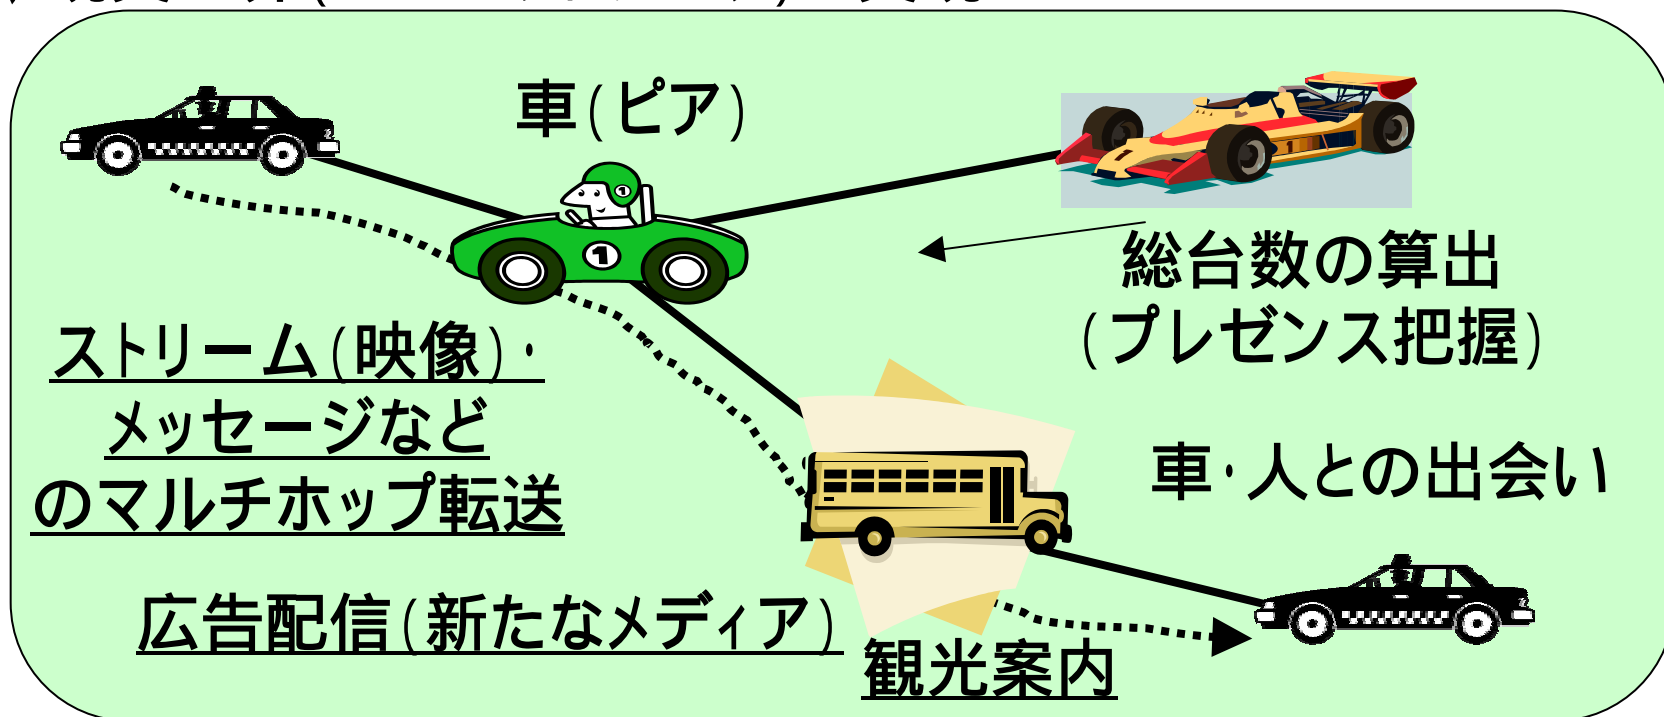 車(ピア)
総台数の算出
(プレゼンス把握)
ストリーム(映像)・
メッセージなど
のマルチホップ転送
車・人との出会い
広告配信(新たなメディア)
観光案内